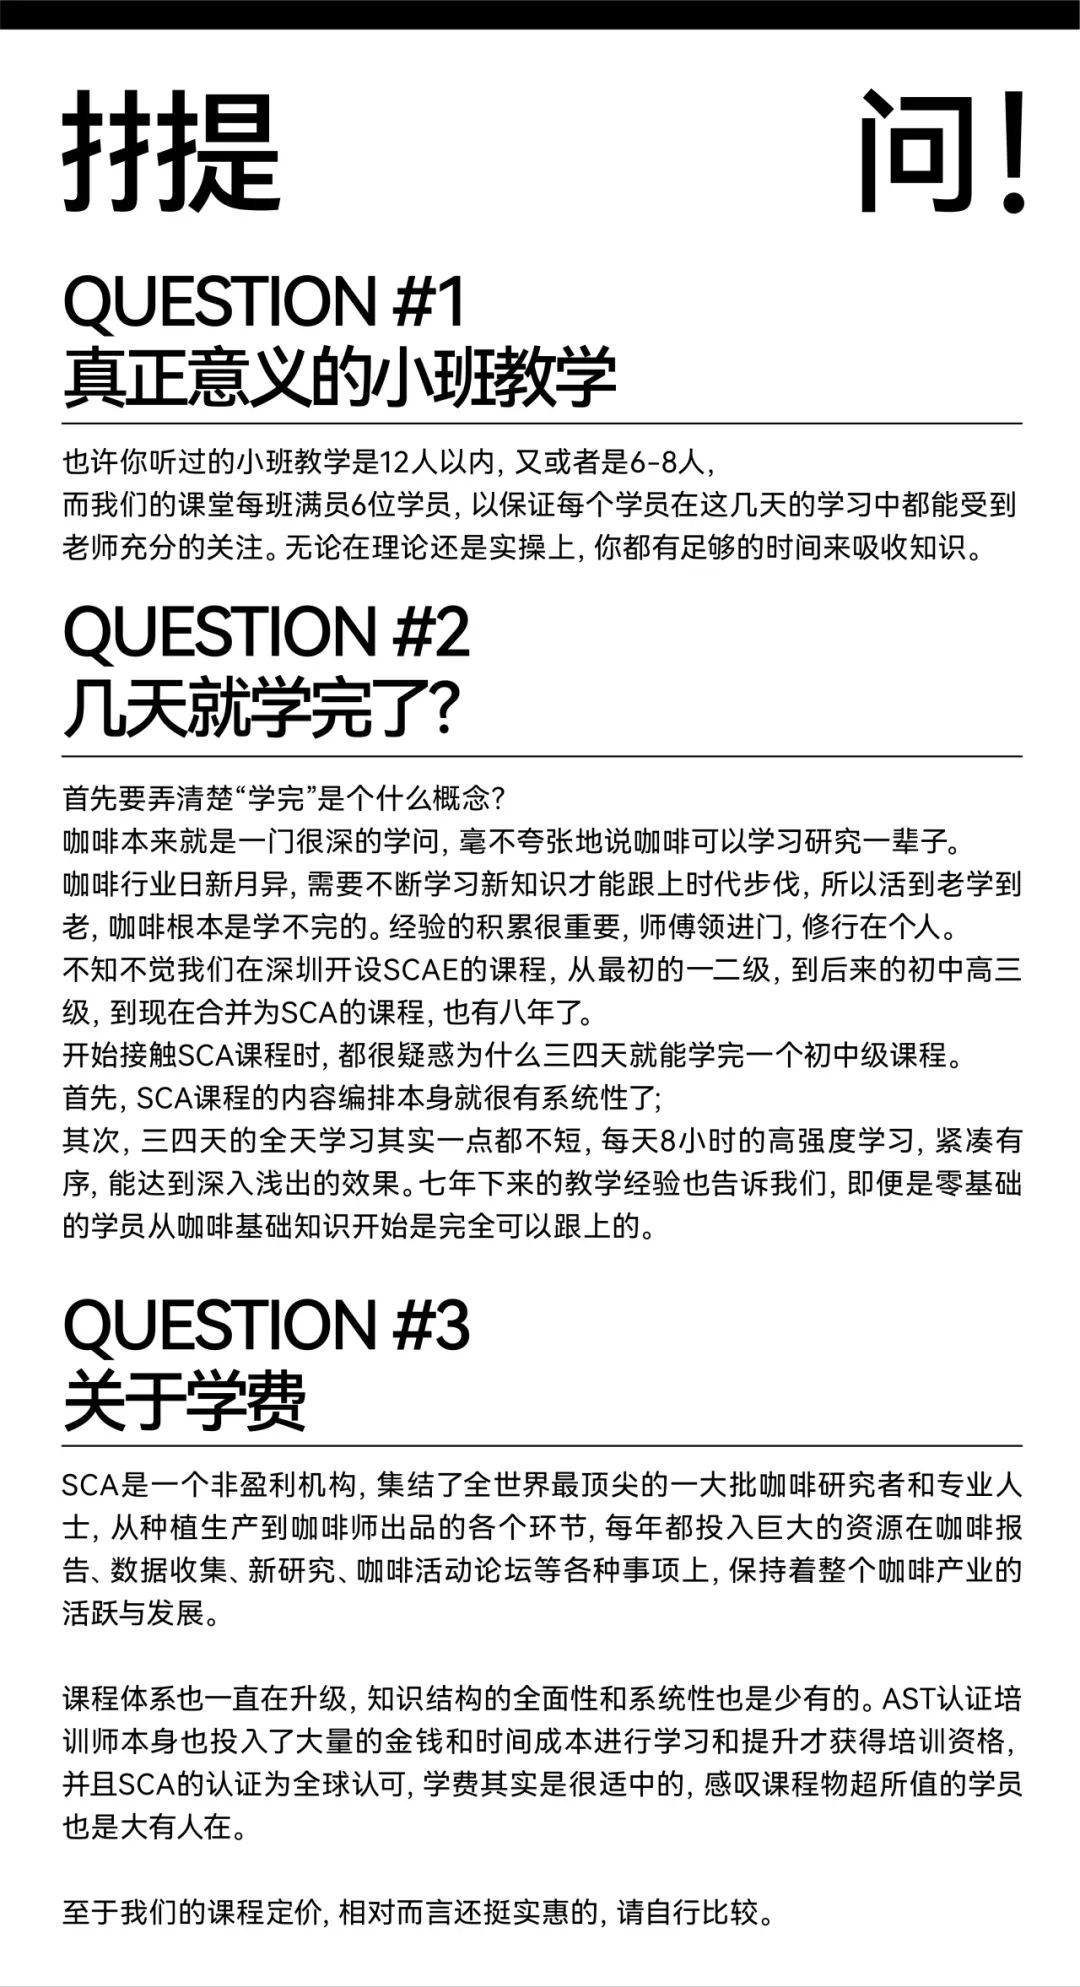 提 问!
QUESTION #1
真正意义的小班教学
也许你听过的小班教学是12人以内, 又或者是6-8人,
而我们的课堂每班满员6位学员, 以保证每个学员在这几天的学习中都能受到
老师充分的关注。无论在理论还是实操上, 你都有足够的时间来吸收知识。
QUESTION #2
几天就学完了?
首先要弄清楚“学完”是个什么概念?
咖啡本来就是一门很深的学问, 毫不夸张地说咖啡可以学习研究一辈子。
咖啡行业日新月异, 需要不断学习新知识才能跟上时代步伐, 所以活到老学到
老, 咖啡根本是学不完的。经验的积累很重要, 师傅领进门, 修行在个人。
不知不觉我们在深圳开设SCAE的课程, 从最初的一二级, 到后来的初中高三
级, 到现在合并为SCA的课程, 也有八年了。
开始接触SCA课程时, 都很疑惑为什么三四天就能学完一个初中级课程。
首先, SCA课程的内容编排本身就很有系统性了;
其次, 三四天的全天学习其实一点都不短, 每天8小时的高强度学习, 紧凑有
序, 能达到深入浅出的效果。七年下来的教学经验也告诉我们, 即便是零基础
的学员从咖啡基础知识开始是完全可以跟上的。
QUESTION #3
关于学费
SCA是一个非盈利机构, 集结了全世界最顶尖的一大批咖啡研究者和专业人
士, 从种植生产到咖啡师出品的各个环节, 每年都投入巨大的资源在咖啡报
告、数据收集、新研究、咖啡活动论坛等各种事项上, 保持着整个咖啡产业的
活跃与发展。
课程体系也一直在升级, 知识结构的全面性和系统性也是少有的。AST认证培
训师本身也投入了大量的金钱和时间成本进行学习和提升才获得培训资格,
并且SCA的认证为全球认可, 学费其实是很适中的, 感叹课程物超所值的学员
也是大有人在。
至于我们的课程定价, 相对而言还挺实惠的, 请自行比较。